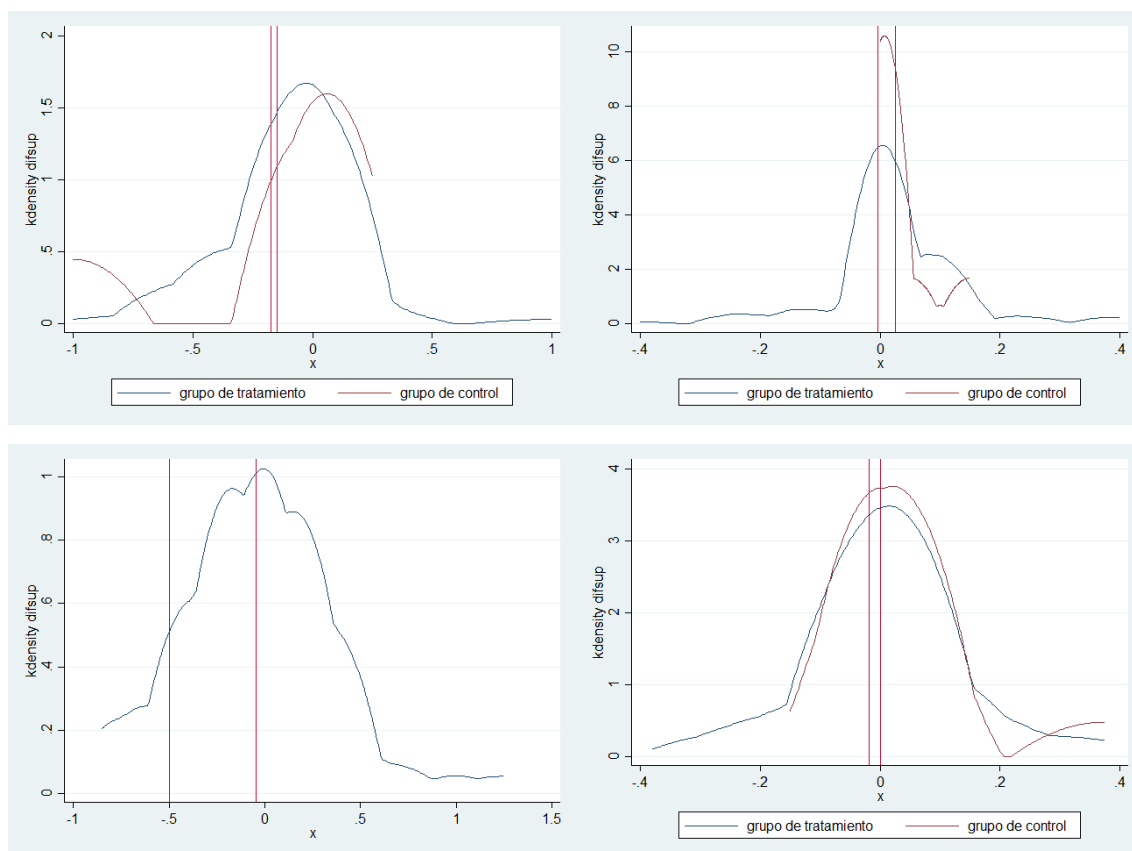 kdensity difsup
0 .5 1 1.5 2
-1 -.5 0 .5 1
x
grupo de tratamiento grupo de control
kdensity difsup
0 2 4 6 8 10
-.4 -.2 0 .2 .4
x
grupo de tratamiento grupo de control
kdensity difsup
0 .2 .4 .6 .8 1
-1 -.5 0 .5 1 1.5
x
kdensity difsup
0 1 2 3 4
-.4 -.2 0 .2 .4
x
grupo de tratamiento grupo de control